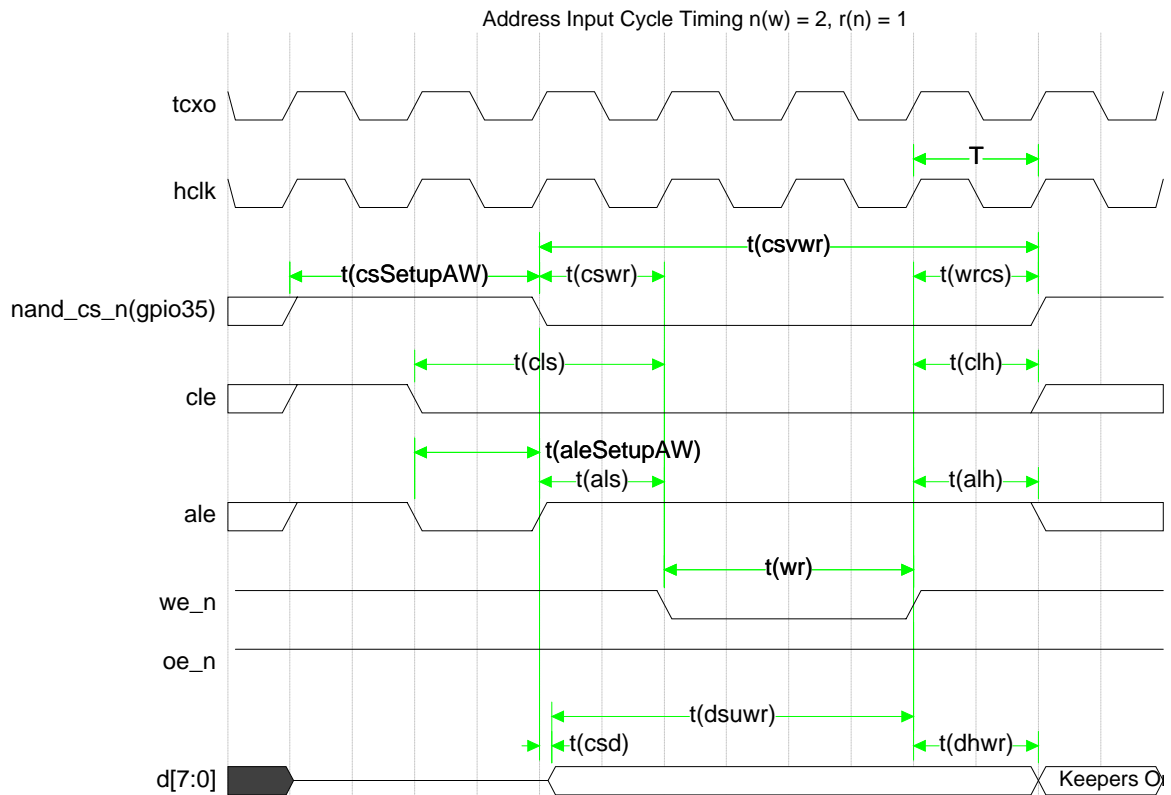 Address Input Cycle Timing n(w) = 2, r(n) = 1
tcxo
T
hclk
t(csvwr)
t(csSetupAW) t(cswr) t(wrcs)
nand_cs_n(gpio35)
t(cls) t(clh)
cle
t(aleSetupAW)
t(als) t(alh)
ale
t(wr)
we_n
oe_n
t(dsuwr)
t(csd) t(dhwr)
d[7:0] Keepers